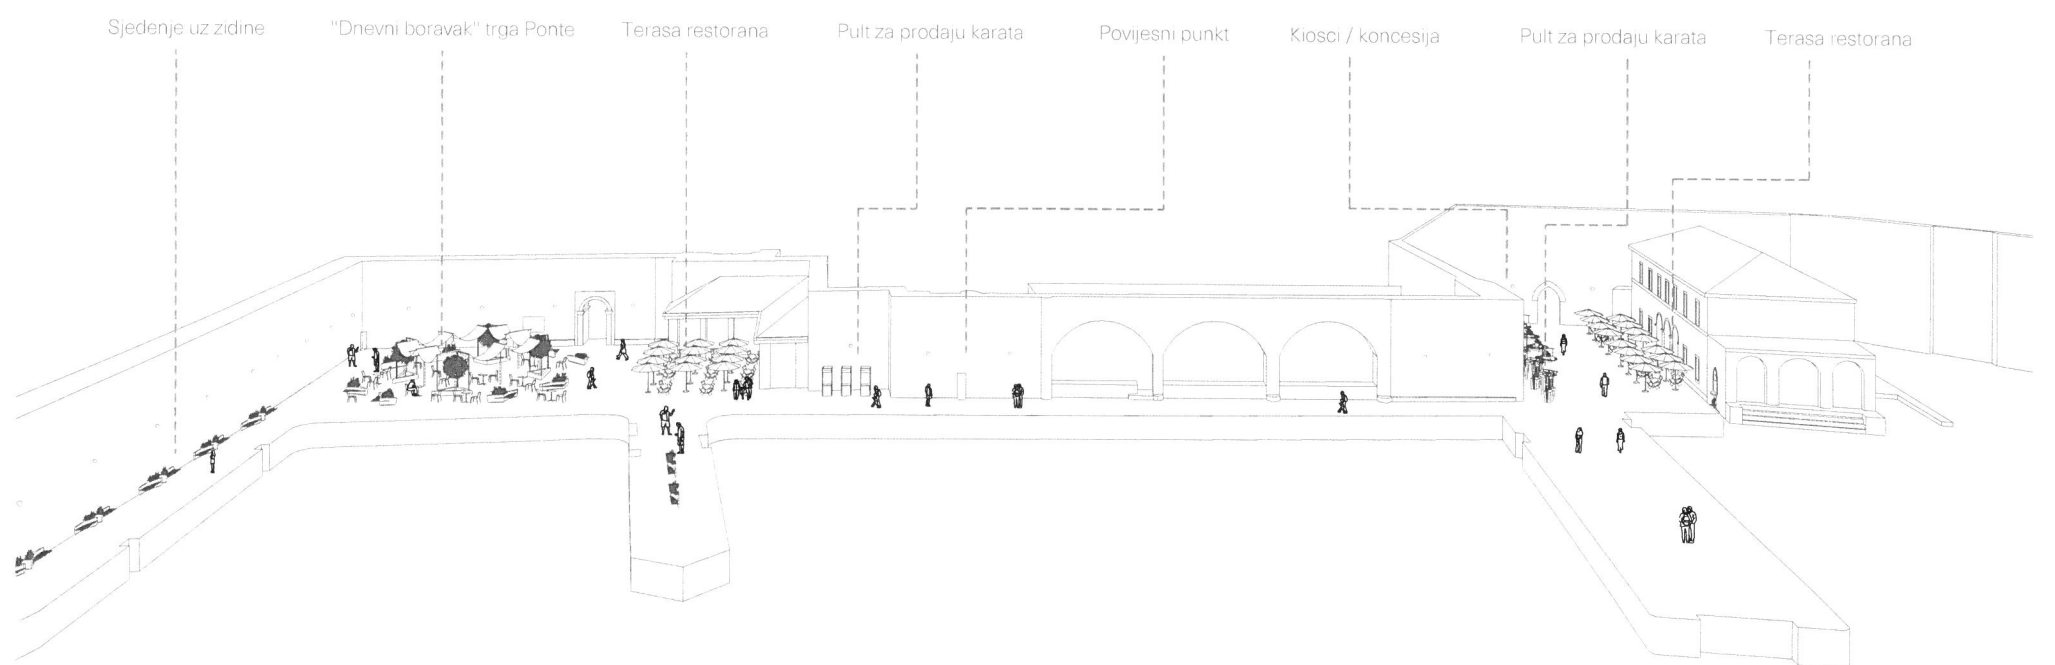 Sjedenje uz zidine
"Dnevni boravak" trga Ponte
Terasa restorana
Pult za prodaju karata
Povijesni punkt
Kiosci / koncesija
Pult za prodaju karata
Terasa restorana